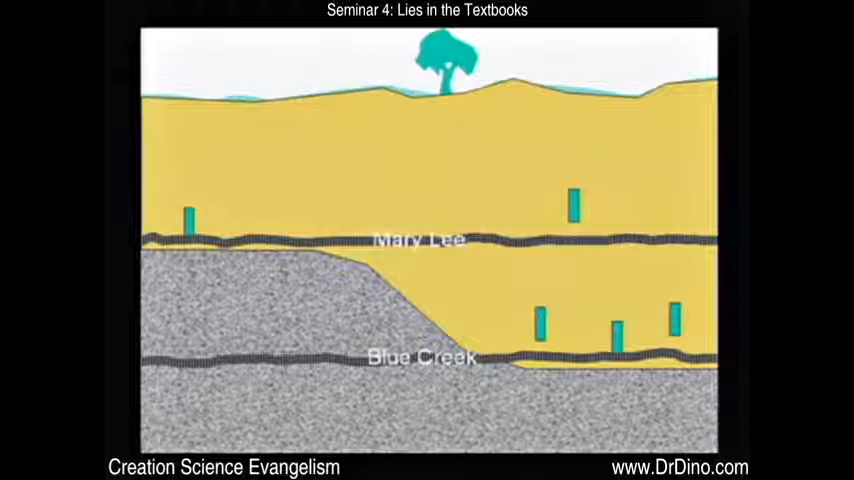 Seminar 4: Lies in the Textbooks
Mary Lee
Blue Creek
Creation Science Evangelism
www.DrDino.com